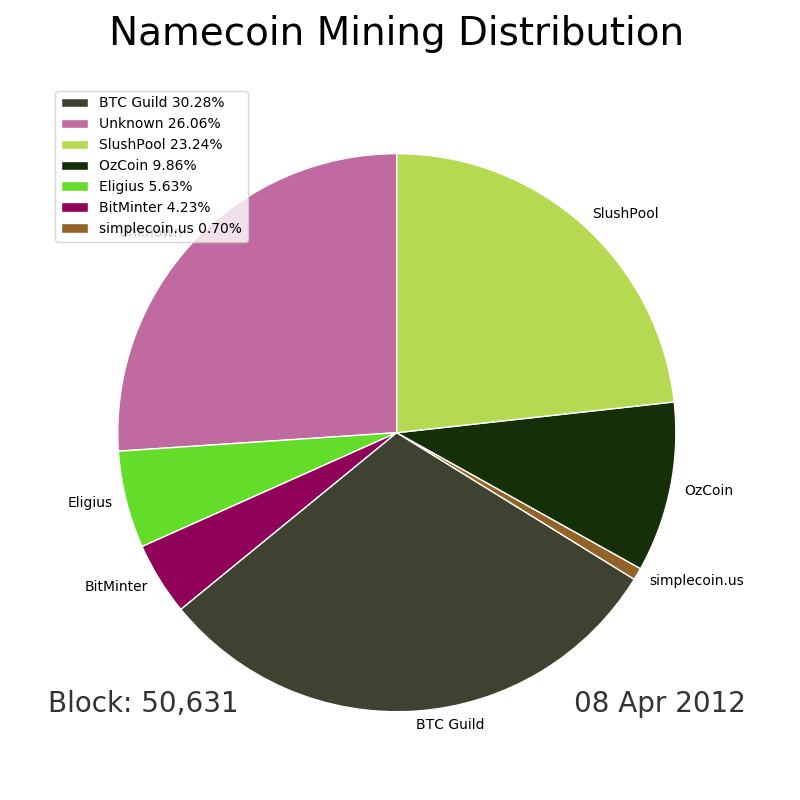 Namecoin Mining Distribution
BTC Guild 30.28%
Unknown 26.06%
SlushPool 23.24%
OzCoin 9.86%
Eligius 5.63%
BitMinter 4.23%
simplecoin.us 0.70%
Unknown
SlushPool
OzCoin
Eligius
simplecoin.us
BitMinter
Block: 50,631
08 Apr 2012
BTC Guild